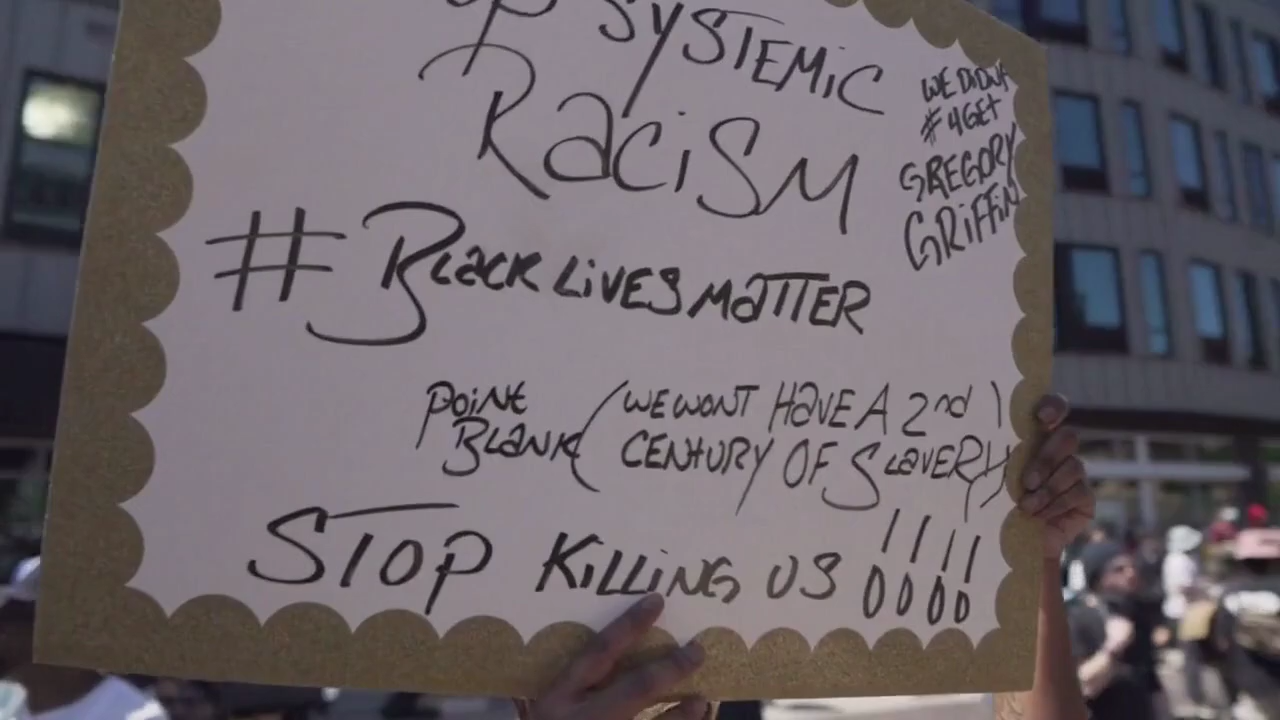 SYSTEMIC
RACISM
# BLACK LIVES MATTER
POINT
BLANK
(WE WONT HAVE A 2nd)
CENTURY OF SLAVERY)
STOP KILLING US !!!!
WE DIDNT
#4GET
GREGORY
GRIFFIN